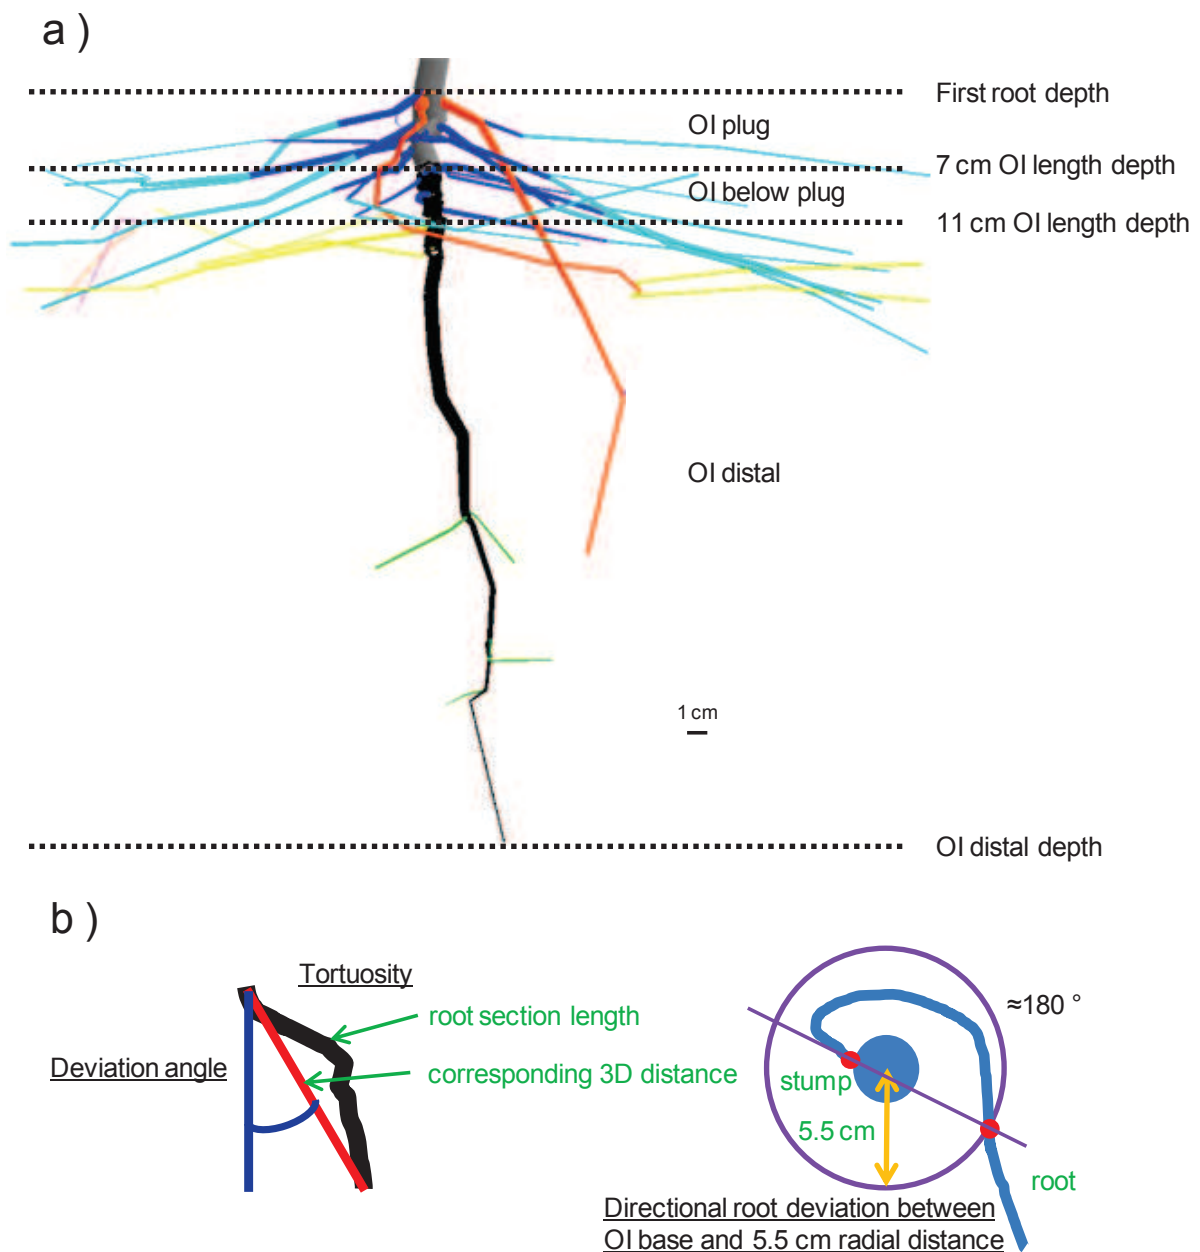 a )
First root depth
OI plug
7 cm OI length depth
OI below plug
11 cm OI length depth
OI distal
1 cm
OI distal depth
b )
Tortuosity
root section length
Deviation angle
corresponding 3D distance
≈180 °
stump
5.5 cm
root
Directional root deviation between
OI base and 5.5 cm radial distance